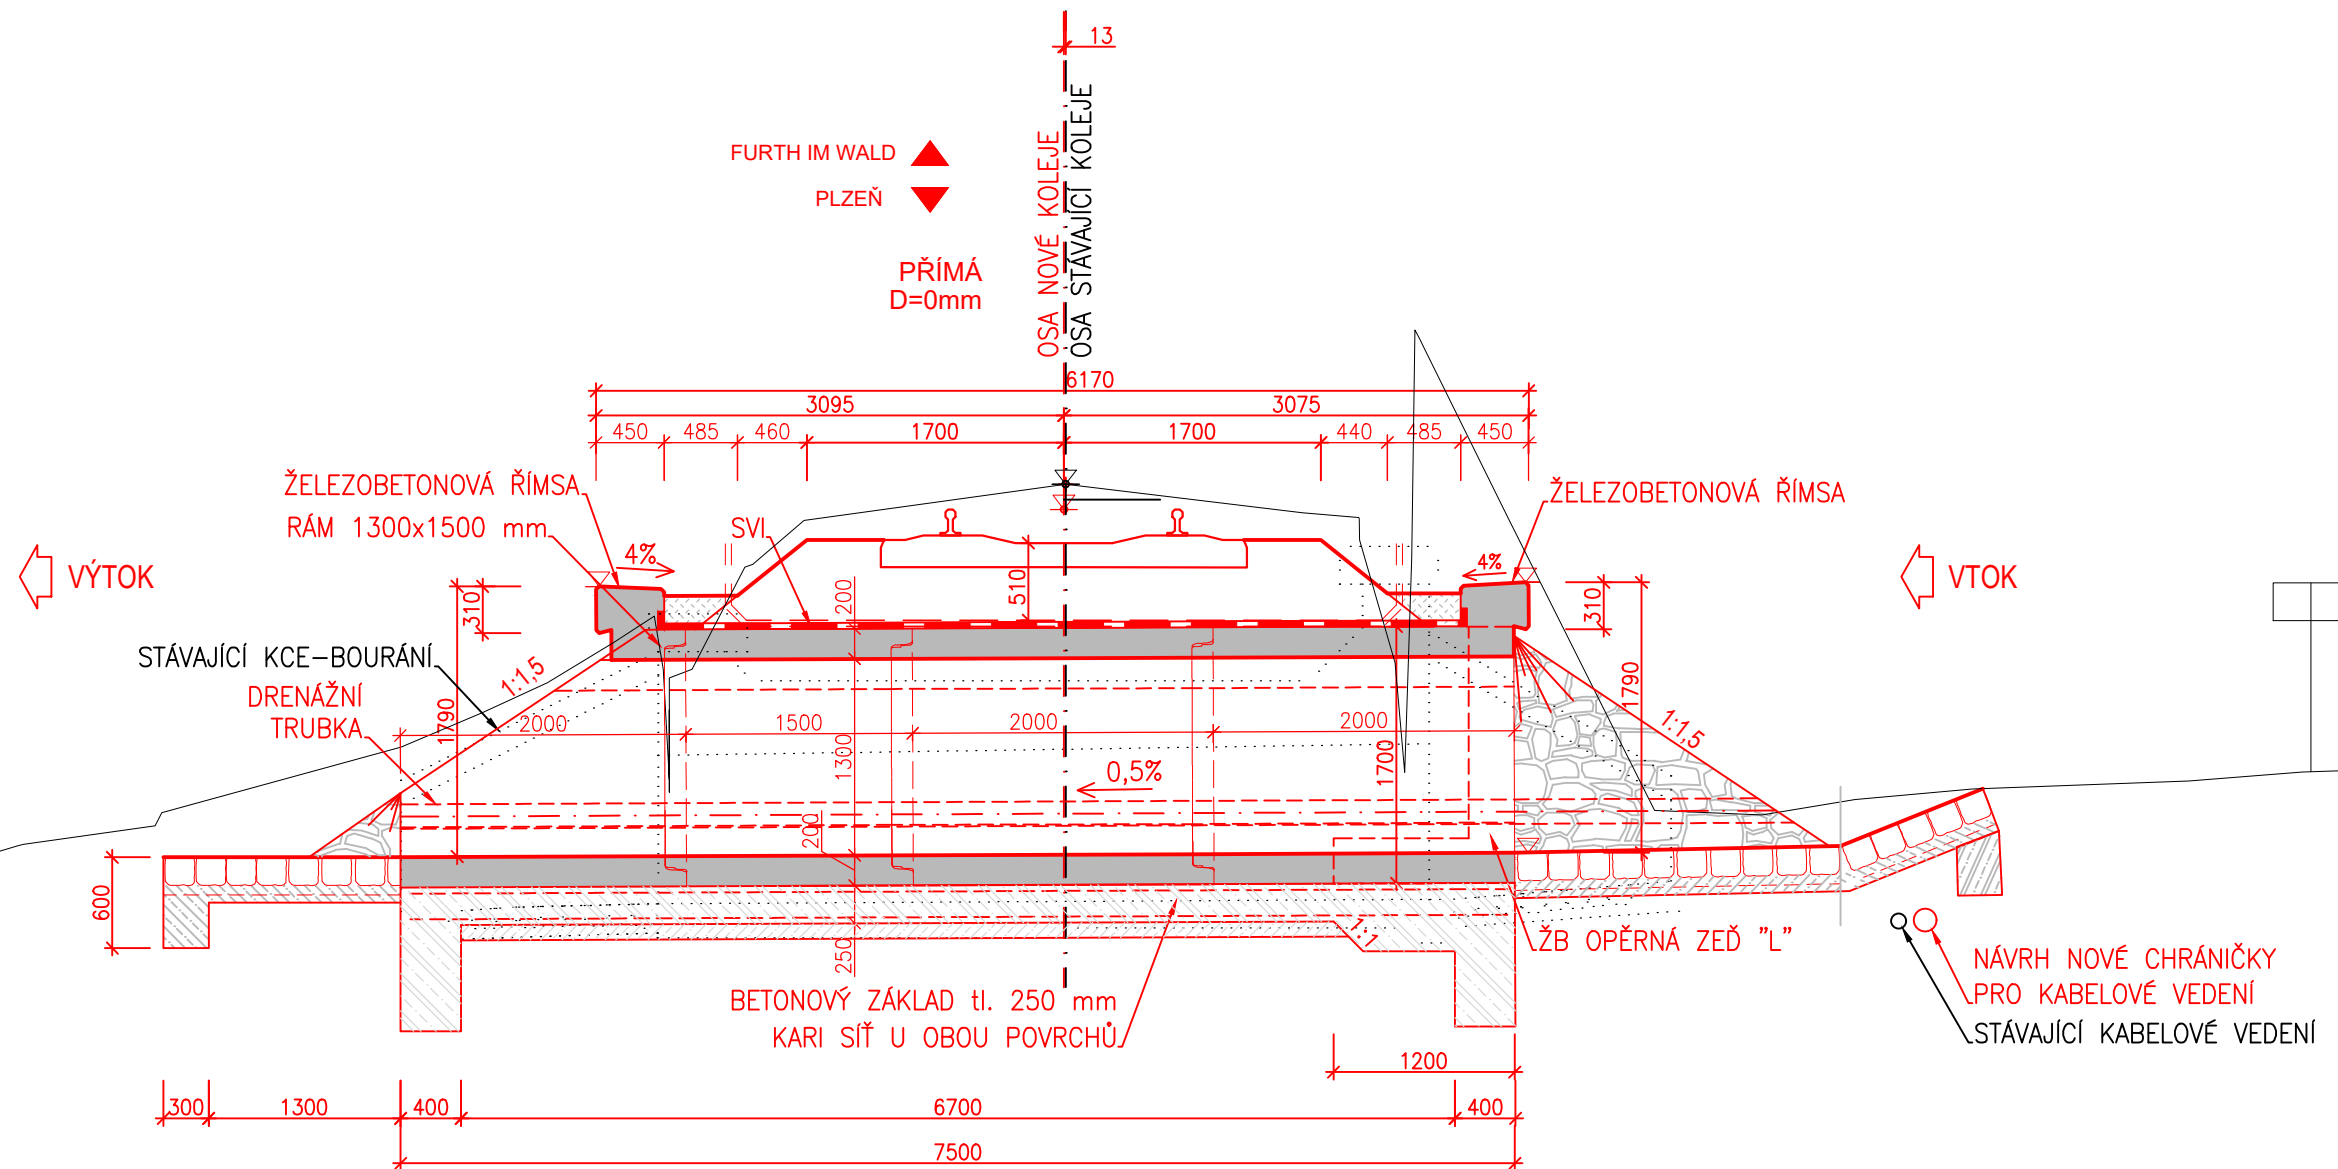 13
FURTH IM WALD
PLZEŇ
OSA NOVÉ KOLEJE
OSA STÁVAJÍCÍ KOLEJE
PŘÍMÁ
D=0mm
6170
3095
3075
450
485
460
1700
1700
440
485
450
ŽELEZOBETONOVÁ ŘÍMSA
RÁM 1300x1500 mm
SVI
ŽELEZOBETONOVÁ ŘÍMSA
4%
4%
VÝTOK
VTOK
310
510
200
310
STÁVAJÍCÍ KCE-BOURÁNÍ
1:1,5
DRENÁŽNÍ
TRUBKA
1790
2000
1500
2000
2000
1790
1:1,5
1300
1700
0,5%
200
600
250
1:1
ŽB OPĚRNÁ ZEĎ "L"
BETONOVÝ ZÁKLAD tl. 250 mm
KARI SÍŤ U OBOU POVRCHŮ
NÁVRH NOVÉ CHRÁNIČKY
PRO KABELOVÉ VEDENÍ
STÁVAJÍCÍ KABELOVÉ VEDENÍ
1200
300
1300
400
6700
400
7500